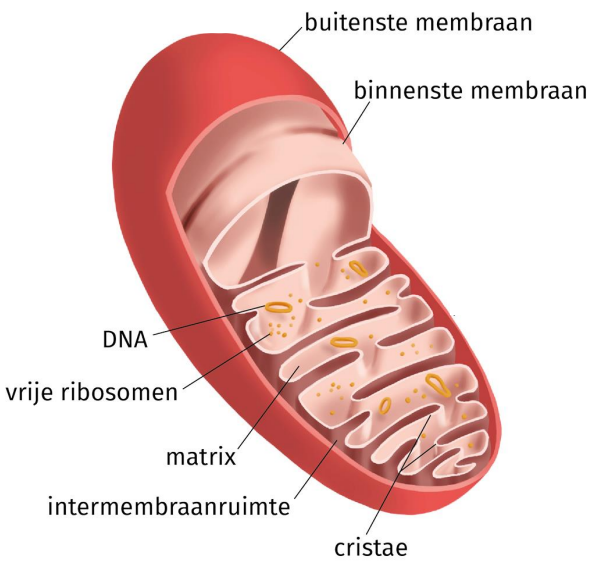 buitenste membraan
binnenste membraan
DNA
vrije ribosomen
matrix
intermembraanruimte
cristae